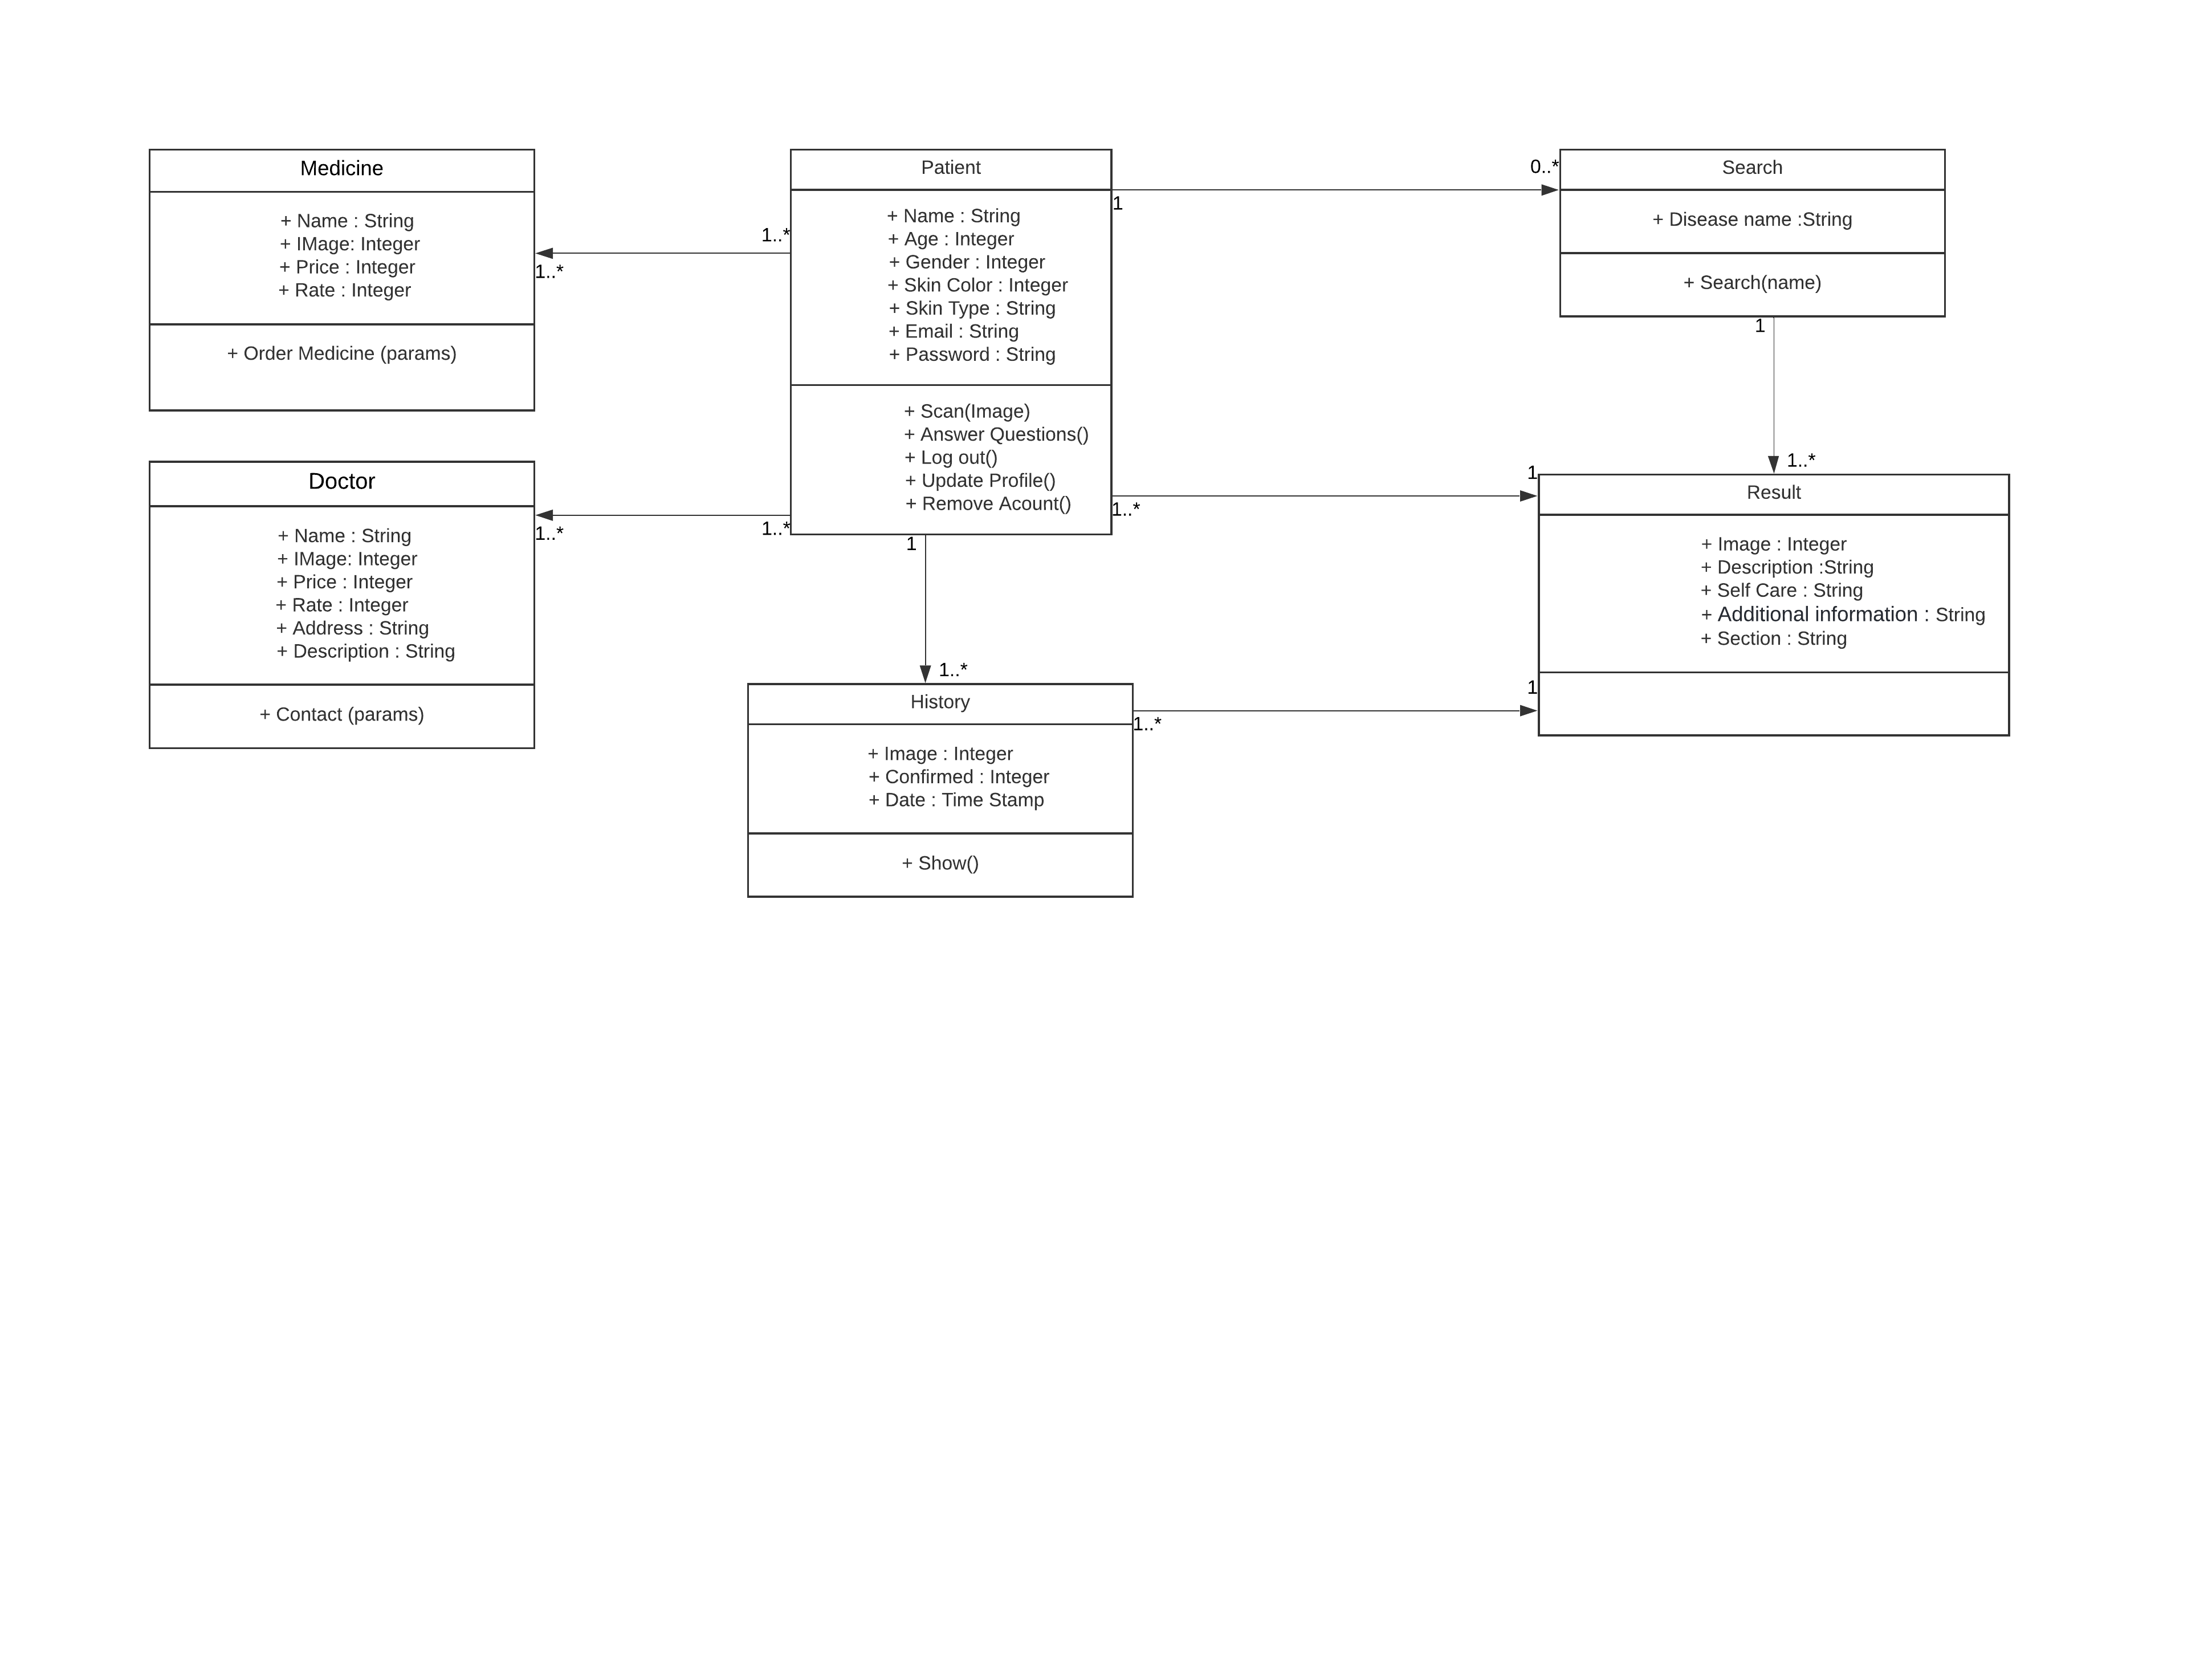 Medicine
+ Name : String
+ IMage: Integer
+ Price : Integer
+ Rate : Integer
+ Order Medicine (params)
1..*
1..*
Patient
+ Name : String
+ Age : Integer
+ Gender : Integer
+ Skin Color : Integer
+ Skin Type : String
+ Email : String
+ Password : String
+ Scan(Image)
+ Answer Questions()
+ Log out()
+ Update Profile()
+ Remove Acount()
1
0..*
Search
+ Disease name :String
+ Search(name)
1
1..*
Doctor
+ Name : String
+ IMage: Integer
+ Price : Integer
+ Rate : Integer
+ Address : String
+ Description : String
+ Contact (params)
1..*
1..*
1..*
1
Result
+ Image : Integer
+ Description :String
+ Self Care : String
+ Additional information : String
+ Section : String
1
1..*
History
+ Image : Integer
+ Confirmed : Integer
+ Date : Time Stamp
+ Show()
1..*
1